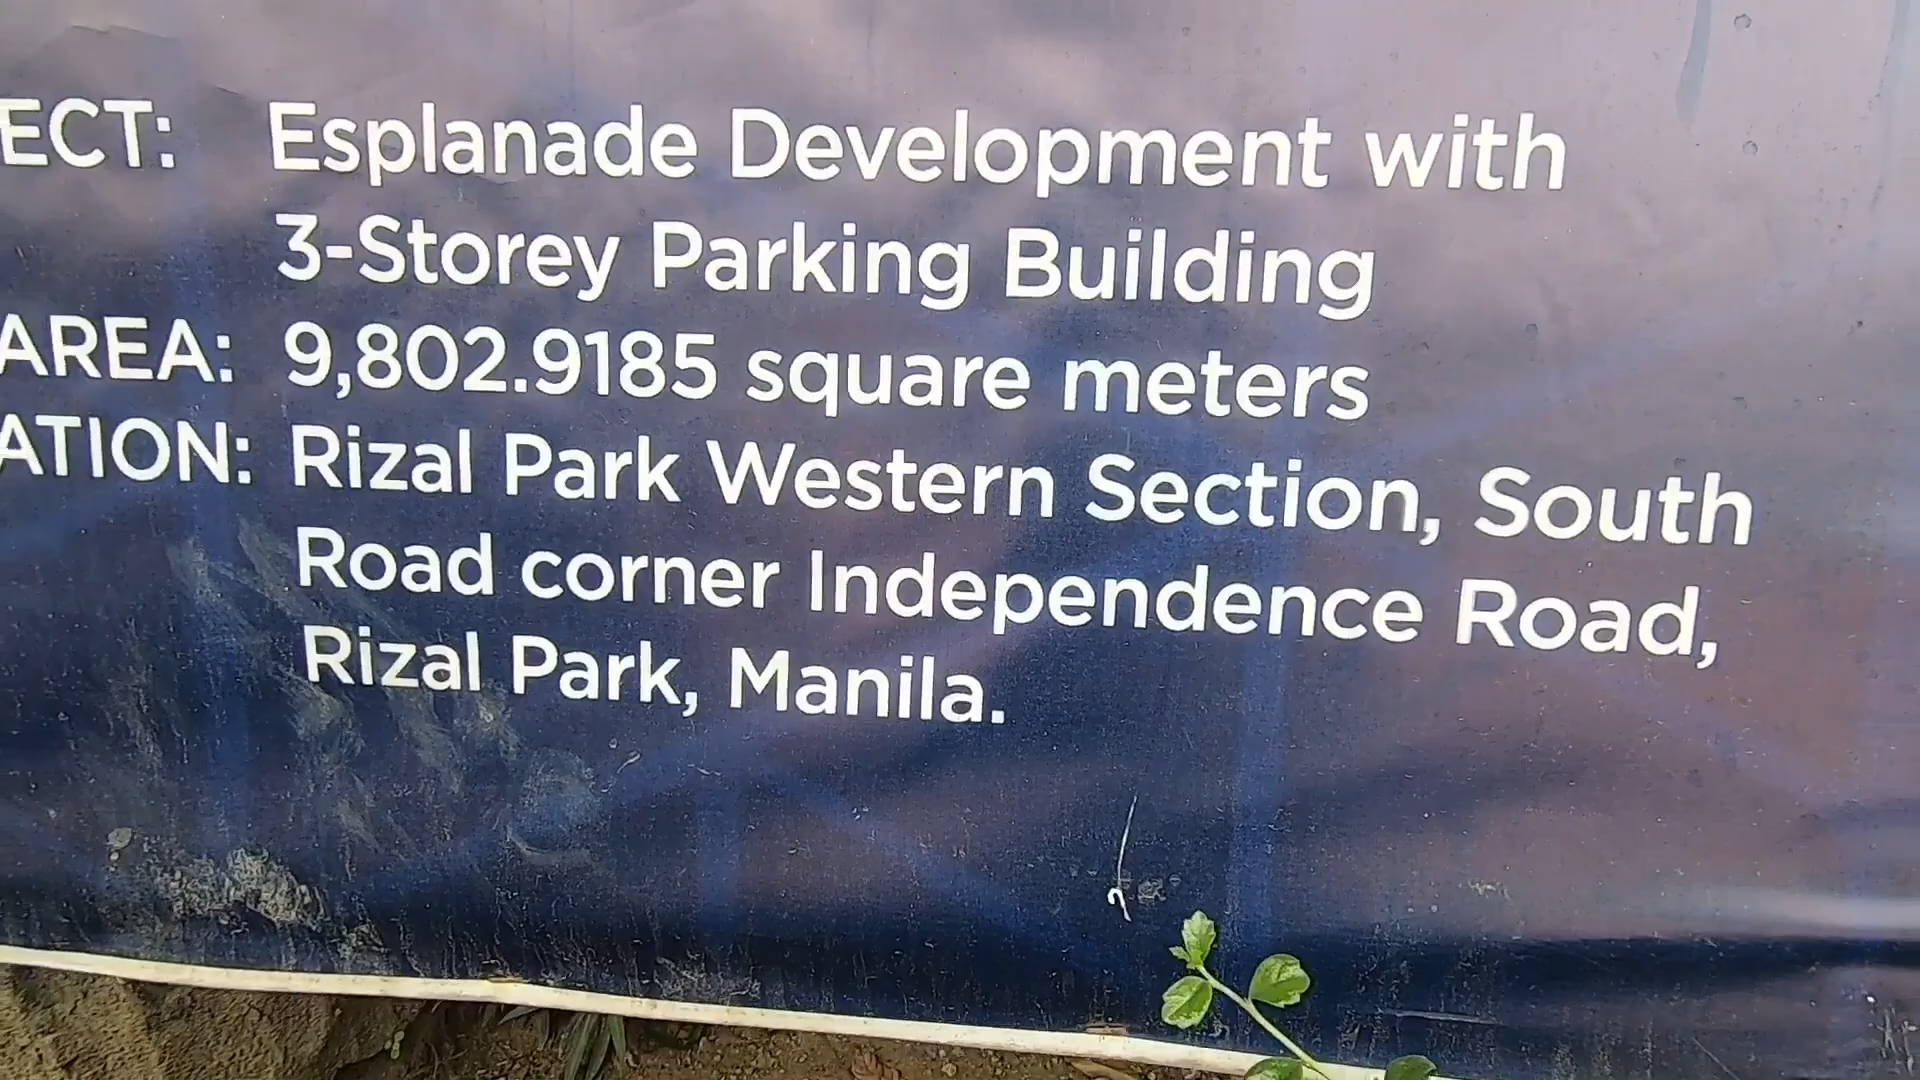 ECT: Esplanade Development with
3-Storey Parking Building
AREA: 9,802.9185 square meters
ATION: Rizal Park Western Section, South
Road corner Independence Road,
Rizal Park, Manila.